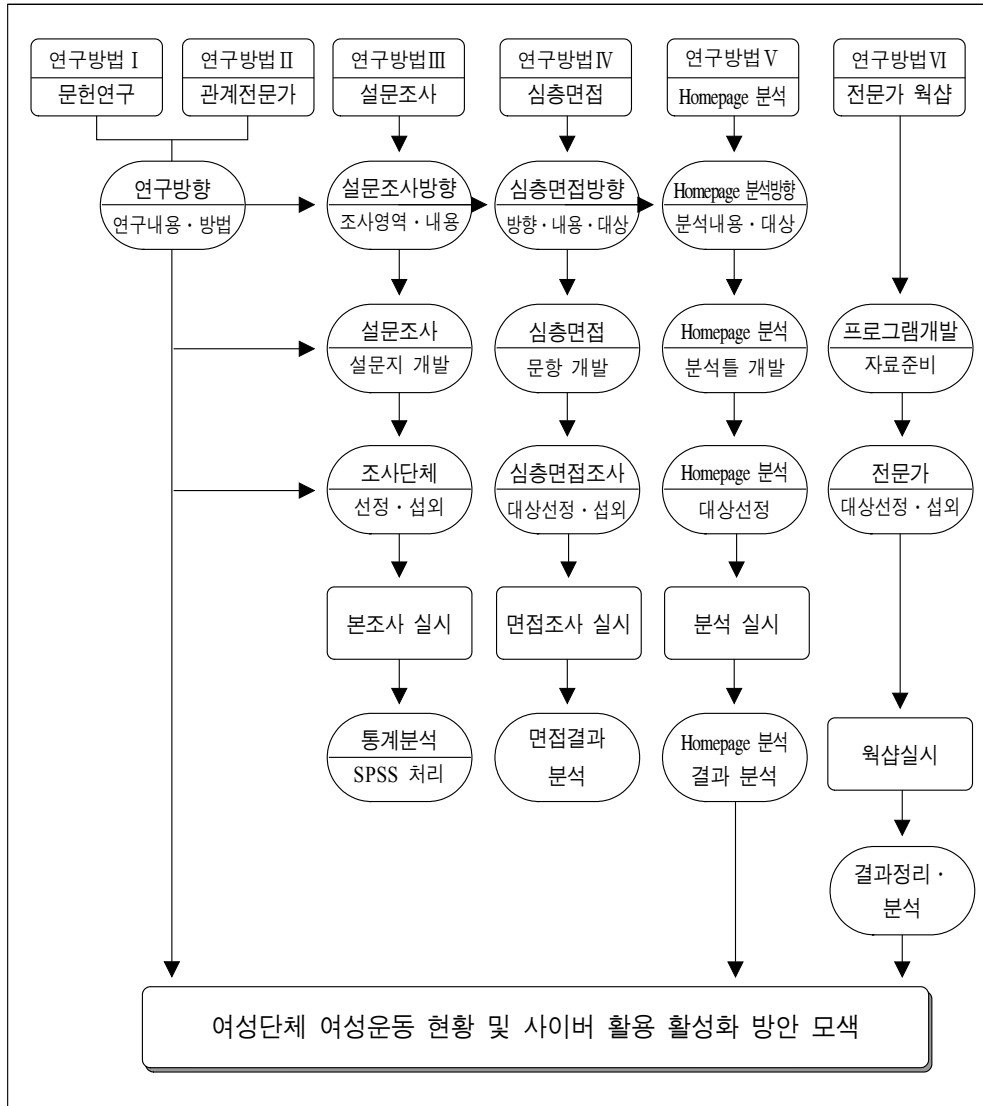 연구방법 Ⅰ
문헌연구
연구방법 Ⅱ
관계전문가
연구방법Ⅲ
설문조사
연구방법Ⅳ
심층면접
연구방법 Ⅴ
Homepage 분석
연구방법 Ⅵ
전문가 웍샵
연구방향
연구내용 · 방법
설문조사방향
조사영역 · 내용
심층면접방향
방향 · 내용 · 대상
Homepage 분석방향
분석내용 · 대상
설문조사
설문지 개발
심층면접
문항 개발
Homepage 분석
분석틀 개발
프로그램개발
자료준비
조사단체
선정 · 섭외
심층면접조사
대상선정 · 섭외
Homepage 분석
대상선정
전문가
대상선정 · 섭외
본조사 실시
면접조사 실시
분석 실시
통계분석
SPSS 처리
면접결과
분석
Homepage 분석
결과 분석
웍샵실시
결과정리 ·
분석
여성단체 여성운동 현황 및 사이버 활용 활성화 방안 모색